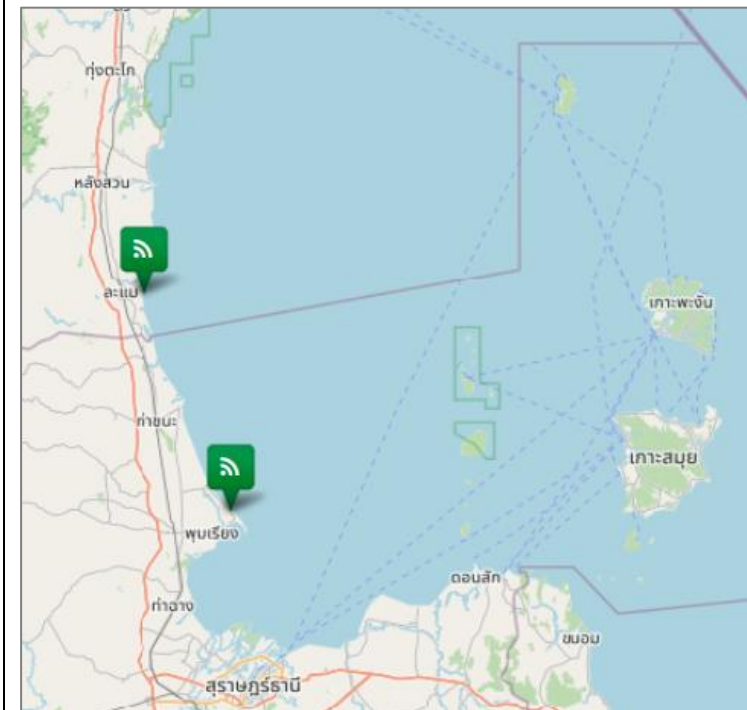 ทุ่งตะโก
หลังสวน
ละแม
เกาะพะงัน
ท่าชนะ
เกาะสมุย
พุมเรียง
ดอนสัก
ท่าฉาง
ขนอม
สุราษฎร์ธานี